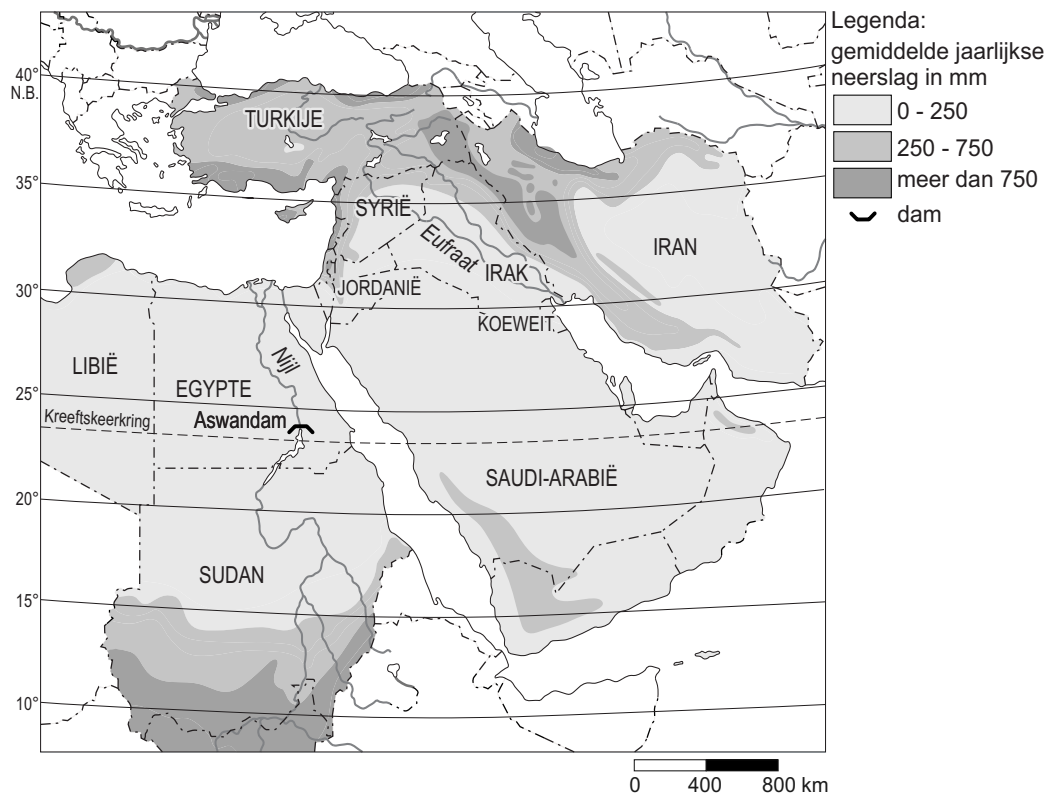 Legenda:
gemiddelde jaarlijkse
neerslag in mm
0 - 250
250 - 750
meer dan 750
dam
40°
N.B.
TURKIJE
35°
SYRIË
Eufraat
IRAK
IRAN
30°
JORDANIË
KOEWEIT
LIBIË
Nijl
EGYPTE
25°
Kreeftskeerkring
Aswandam
SAUDI-ARABIË
20°
SUDAN
15°
10°
0 400 800 km